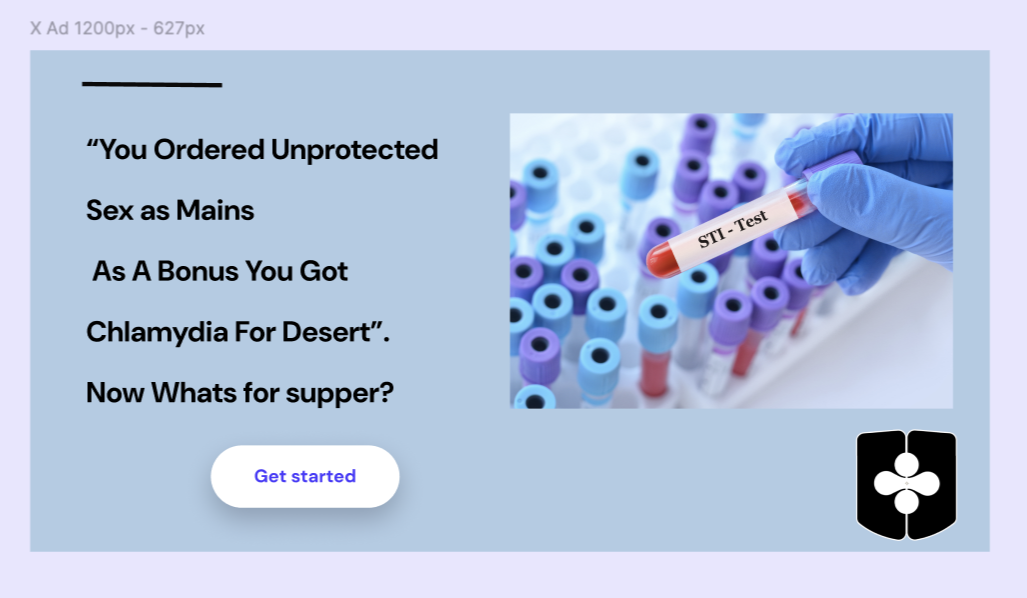 X Ad 1200px - 627px
“You Ordered Unprotected
Sex as Mains
As A Bonus You Got
Chlamydia For Desert”.
Now Whats for supper?
Get started
STI - Test